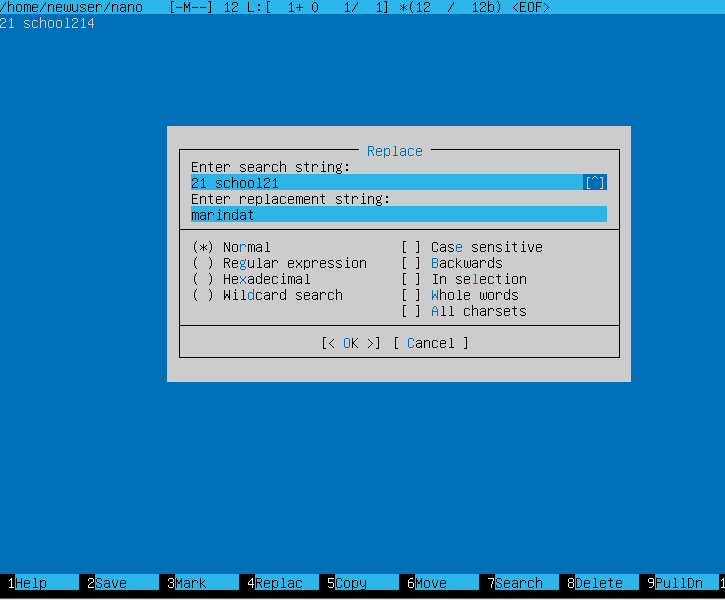 /home/newuser/nano   [-M--] 12 L:[  1+ 0   1/  1] *(12  /  12b) <EOF>
21 school214
Replace
Enter search string:
21 school21 [^]
Enter replacement string:
marindat
(*) Normal [ ] Case sensitive
( ) Regular expression [ ] Backwards
( ) Hexadecimal [ ] In selection
( ) Wildcard search [ ] Whole words
[ ] All charsets
[< OK >] [ Cancel ]
1Help 2Save 3Mark 4Replac 5Copy 6Move 7Search 8Delete 9PullDn 1